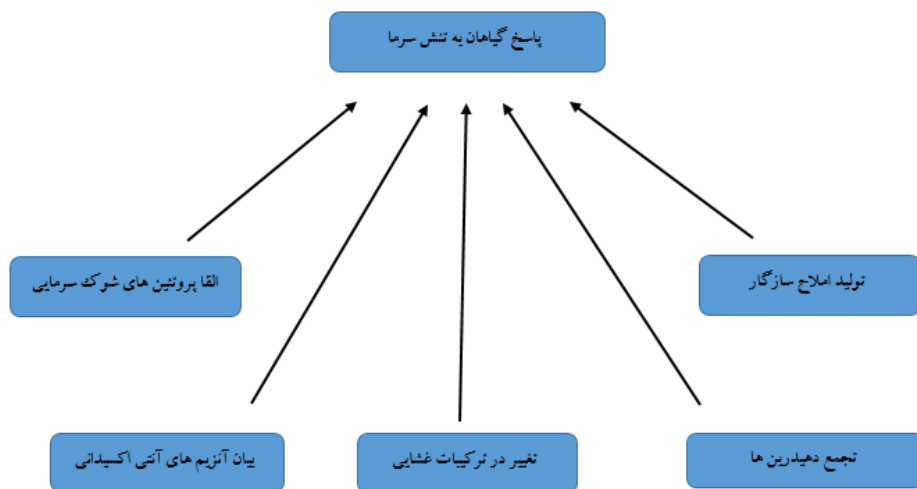 پاسخ گیاهان به تنش سرما
القا پروتئین های شوک سرمایی
تولید املاح سازگار
بیان آنزیم های آنتی اکسیدانی
تغییر در ترکیبات غشایی
تجمع دهیدرین ها